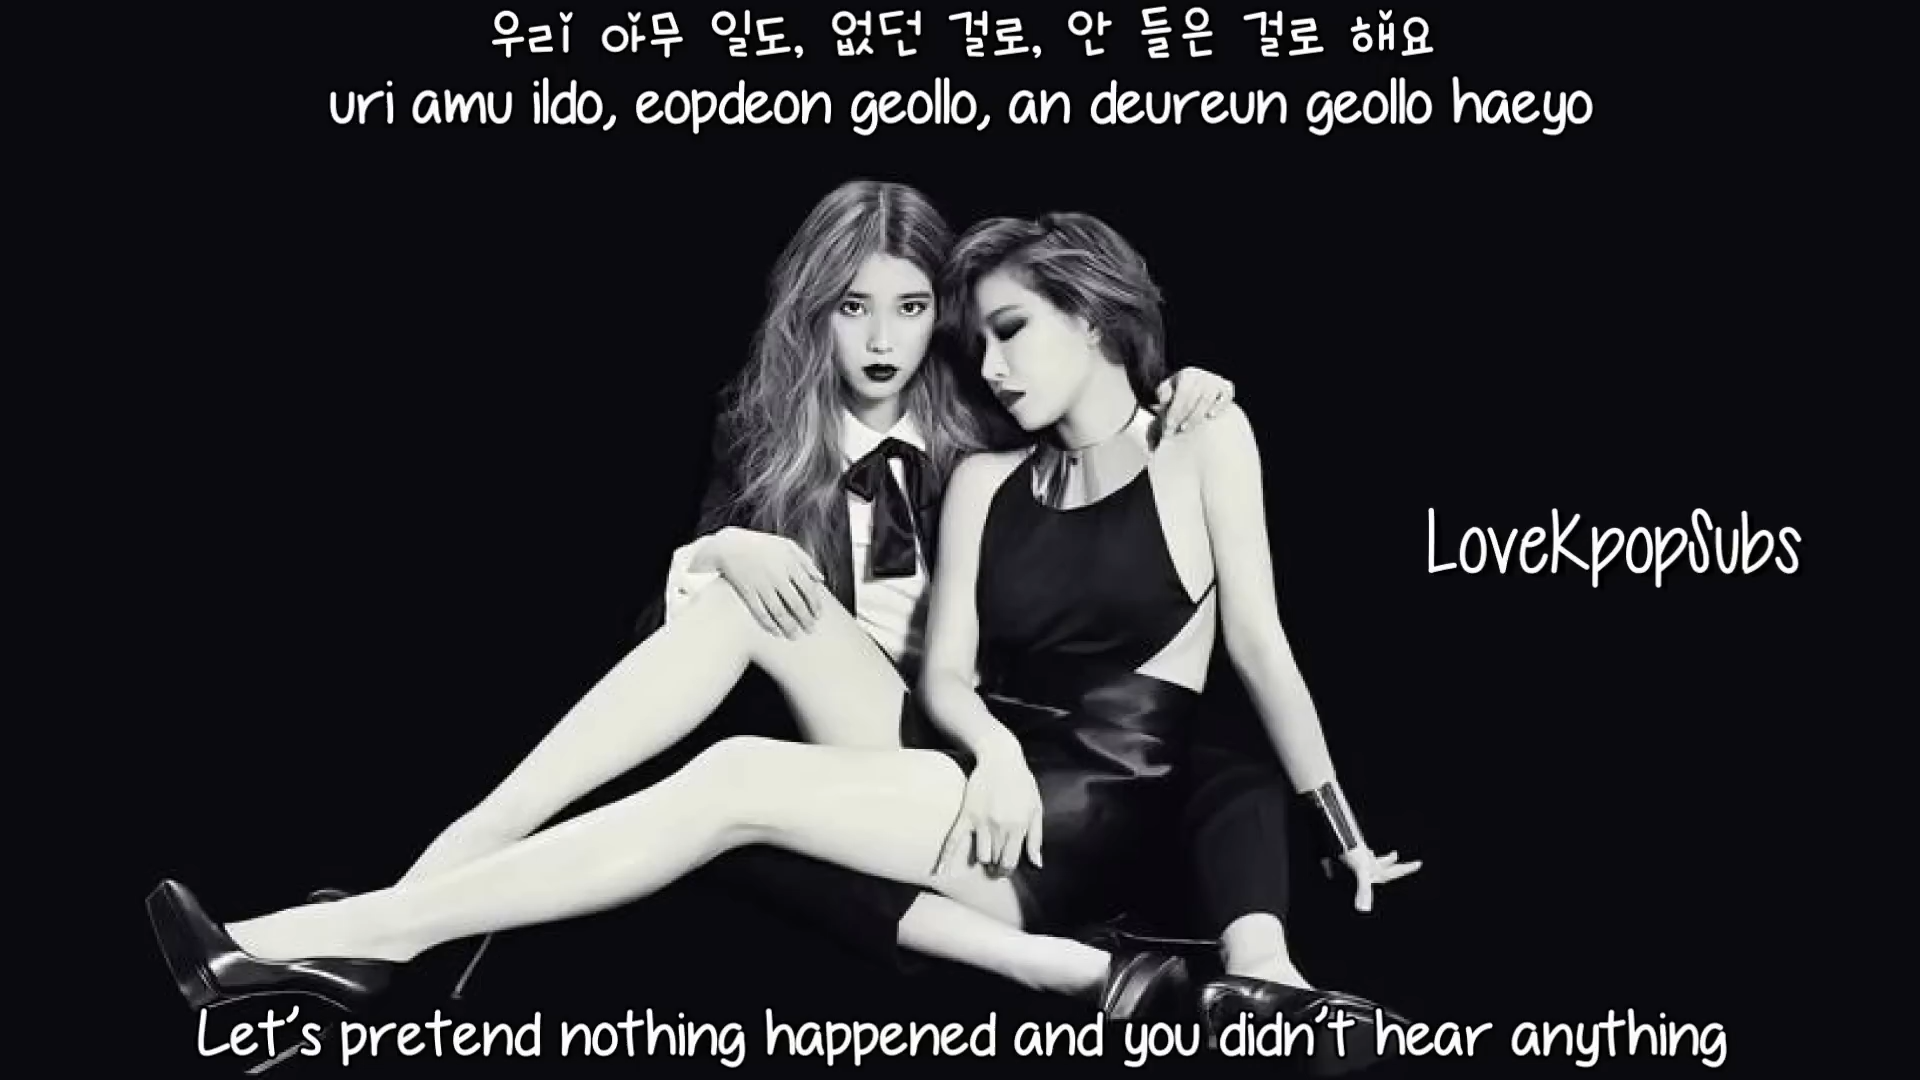 우리 아무 일도, 없던 걸로, 안 들은 걸로 해요
uri amu ildo, eopdeon geollo, an deureun geollo haeyo
LoveKpopSubs
Let's pretend nothing happened and you didn't hear anything